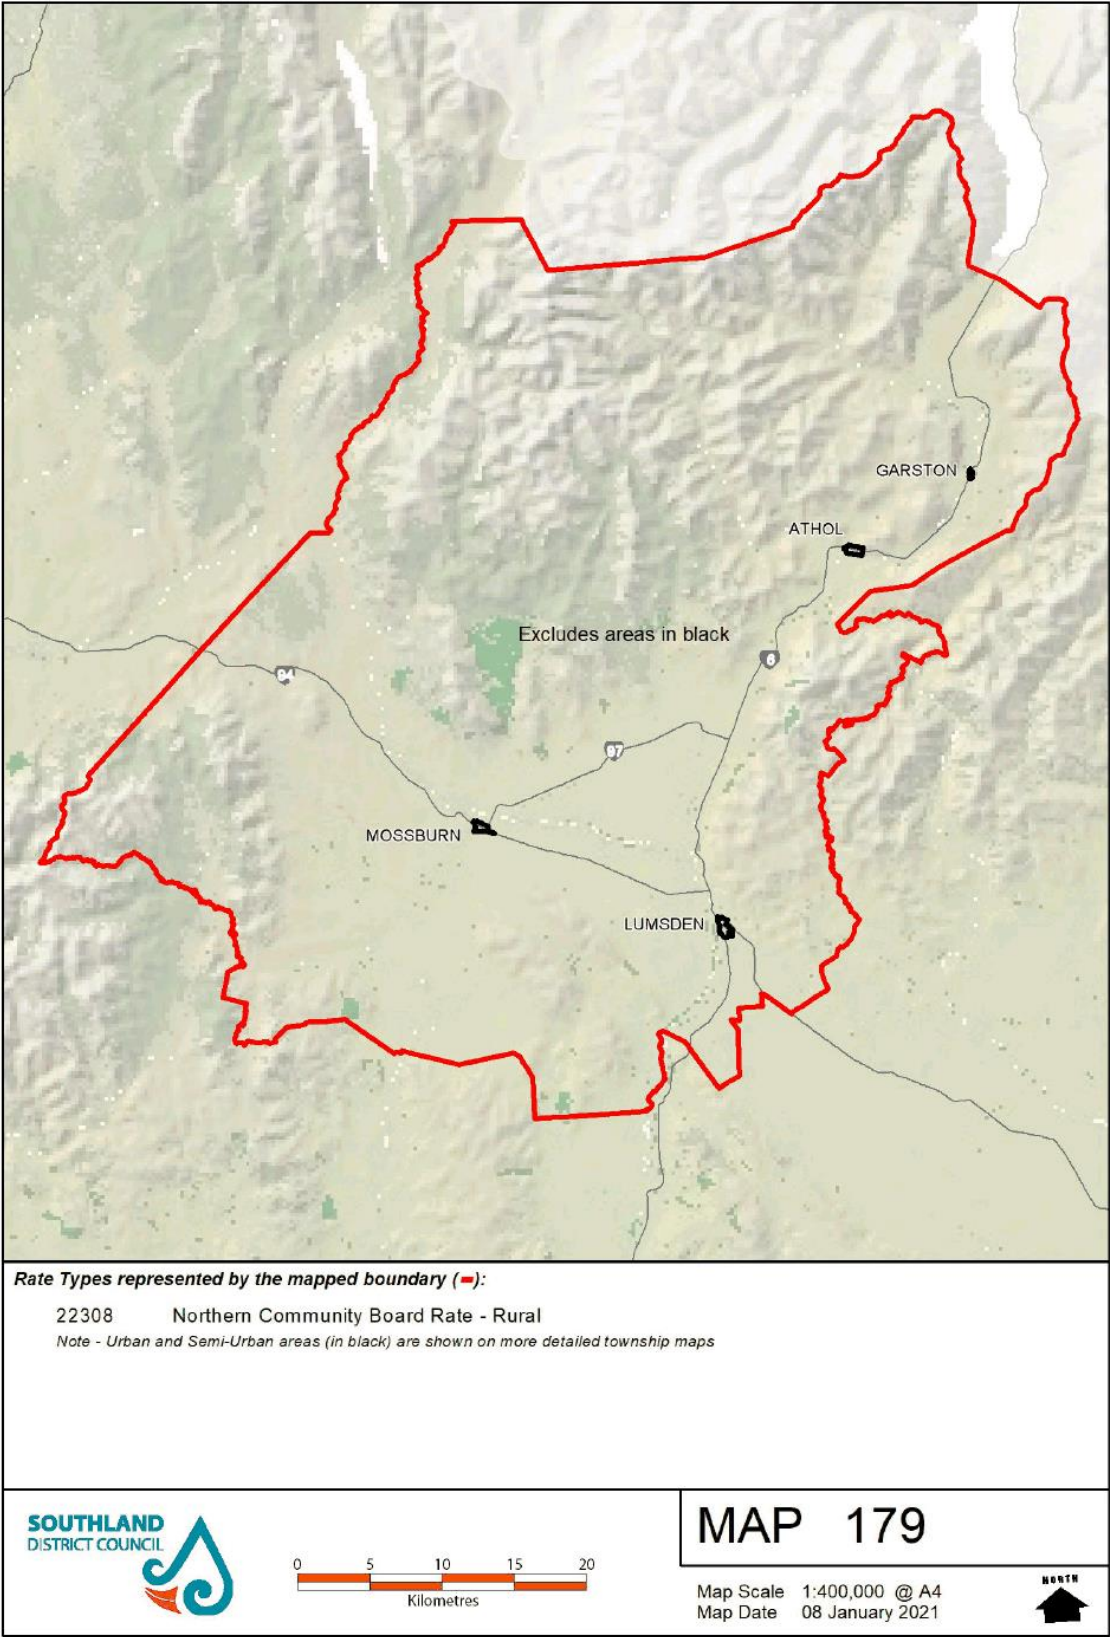 GARSTON
ATHOL
Excludes areas in black
6
94
97
MOSSBURN
LUMSDEN
Rate Types represented by the mapped boundary (-):
22308 Northern Community Board Rate - Rural
Note - Urban and Semi-Urban areas (in black) are shown on more detailed township maps
SOUTHLAND
DISTRICT COUNCIL
0 5 10 15 20
Kilometres
MAP 179
Map Scale 1:400,000 @ A4
Map Date 08 January 2021
NORTH